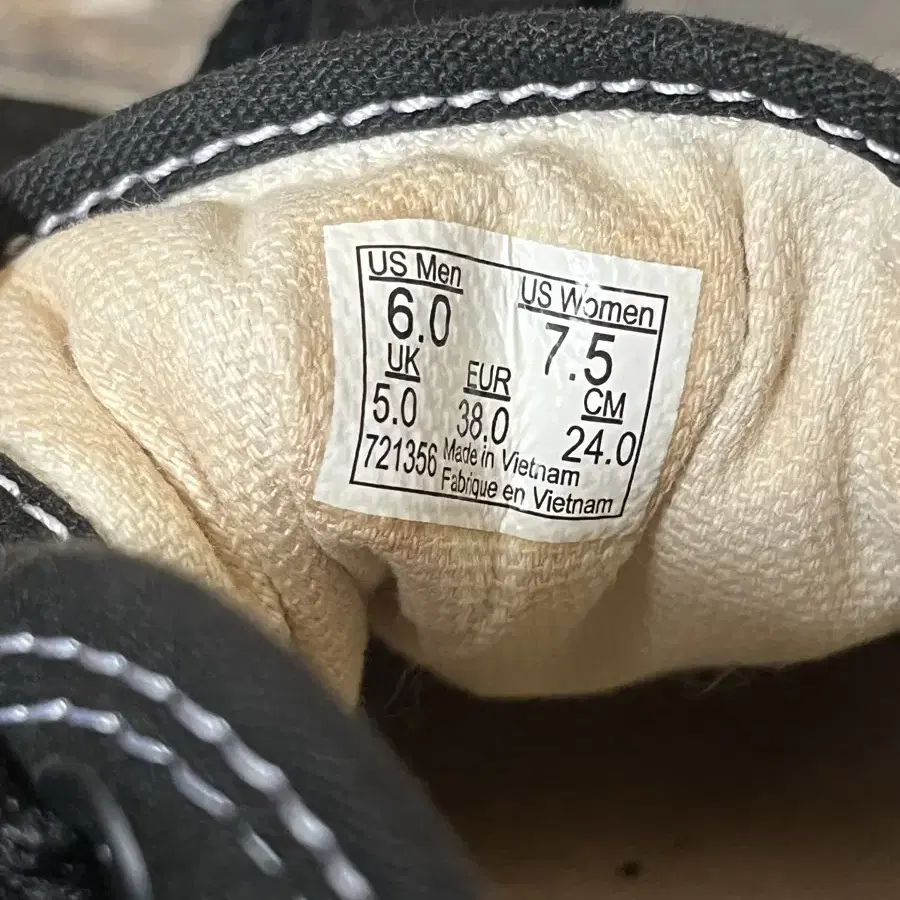 US Men
6.0
US Women
7.5
UK
5.0
EUR
38.0
CM
24.0
721356
Made in Vietnam
Fabrique en Vietnam